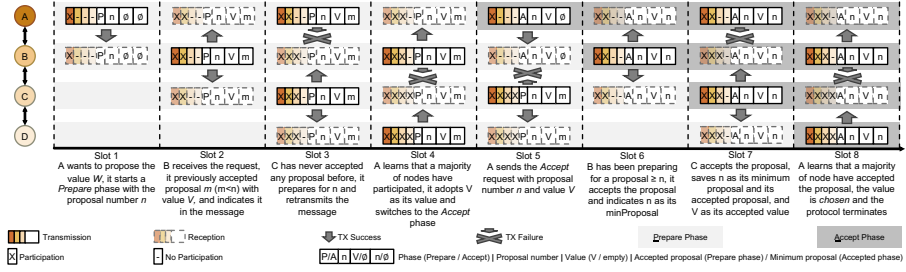 A
X - - - P n Ø Ø
X X - - P n V m
X X - - P n V m
X X - - P n V m
X - - - A n V Ø
X X - - A n V n
X X - - A n V n
B
X X - - P n V m
X X - - A n V n
C
X X - - P n V m
X X X X P n V m
X X - - A n V n
D
Slot 1
A wants to propose the
value W, it starts a
Prepare phase with the
proposal number n
Slot 2
B receives the request,
it previously accepted
proposal m (m<n) with
value V, and indicates it
in the message
Slot 3
C has never accepted
any proposal before, it
prepares for n and
retransmits the
message
Slot 4
A learns that a majority
of nodes have
participated, it adopts V
as its value and
switches to the Accept
phase
Slot 5
A sends the Accept
request with proposal
number n and value V
Slot 6
B has been preparing
for a proposal ≥ n, it
accepts the proposal
and indicates n as its
minProposal
Slot 7
C accepts the proposal,
saves n as its minimum
proposal and its
accepted proposal, and
V as its accepted value
Slot 8
A learns that a majority
of node have accepted
the proposal, the value
is chosen and the
protocol terminates
Transmission
Reception
TX Success
TX Failure
Prepare Phase
Accept Phase
X Participation
- No Participation
P/A n V/Ø n/Ø Phase (Prepare / Accept) | Proposal number | Value (V / empty) | Accepted proposal (Prepare phase) / Minimum proposal (Accepted phase)